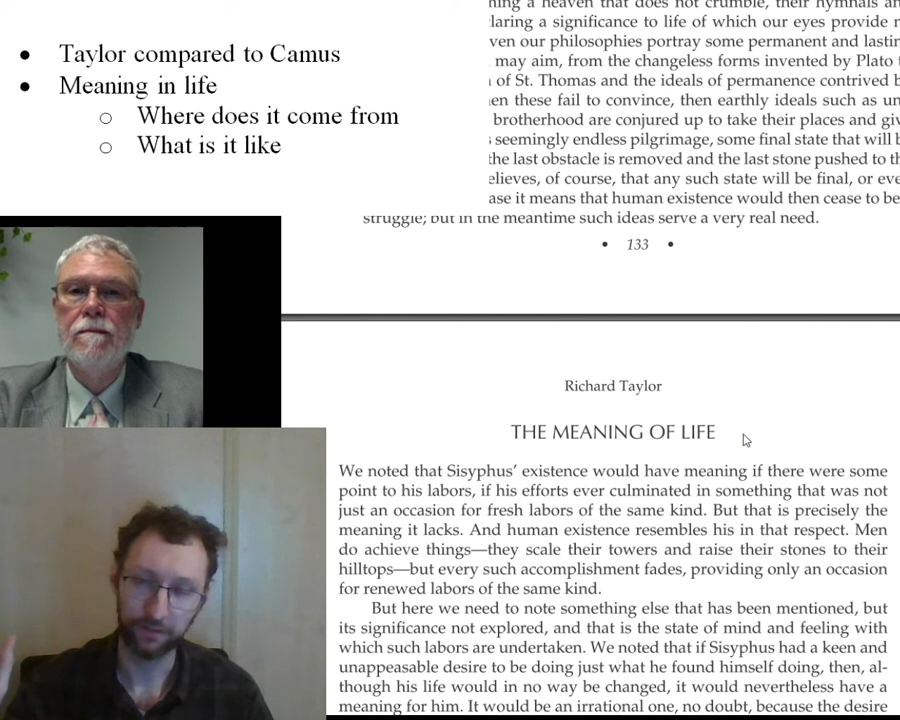 Taylor compared to Camus
Meaning in life
Where does it come from
What is it like
a heaven that does not crumble, their hymnals
a significance to life of which our eyes provide
our philosophies portray some permanent and
may aim, from the changeless forms invented by Plato
of St. Thomas and the ideals of permanence contrived
these fail to convince, then earthly ideals such as
brotherhood are conjured up to take their places and
seemingly endless pilgrimage, some final state that will
the last obstacle is removed and the last stone pushed to
of course, that any such state will be final, or
it means that human existence would then cease to be
struggle; but in the meantime such ideas serve a very real need.
• 133 •
Richard Taylor
THE MEANING OF LIFE
We noted that Sisyphus’ existence would have meaning if there were some
point to his labors, if his efforts ever culminated in something that was not
just an occasion for fresh labors of the same kind. But that is precisely the
meaning it lacks. And human existence resembles his in that respect. Men
do achieve things—they scale their towers and raise their stones to their
hilltops—but every such accomplishment fades, providing only an occasion
for renewed labors of the same kind.
But here we need to note something else that has been mentioned, but
its significance not explored, and that is the state of mind and feeling with
which such labors are undertaken. We noted that if Sisyphus had a keen and
unappeasable desire to be doing just what he found himself doing, then, al-
though his life would in no way be changed, it would nevertheless have a
meaning for him. It would be an irrational one, no doubt, because the desire